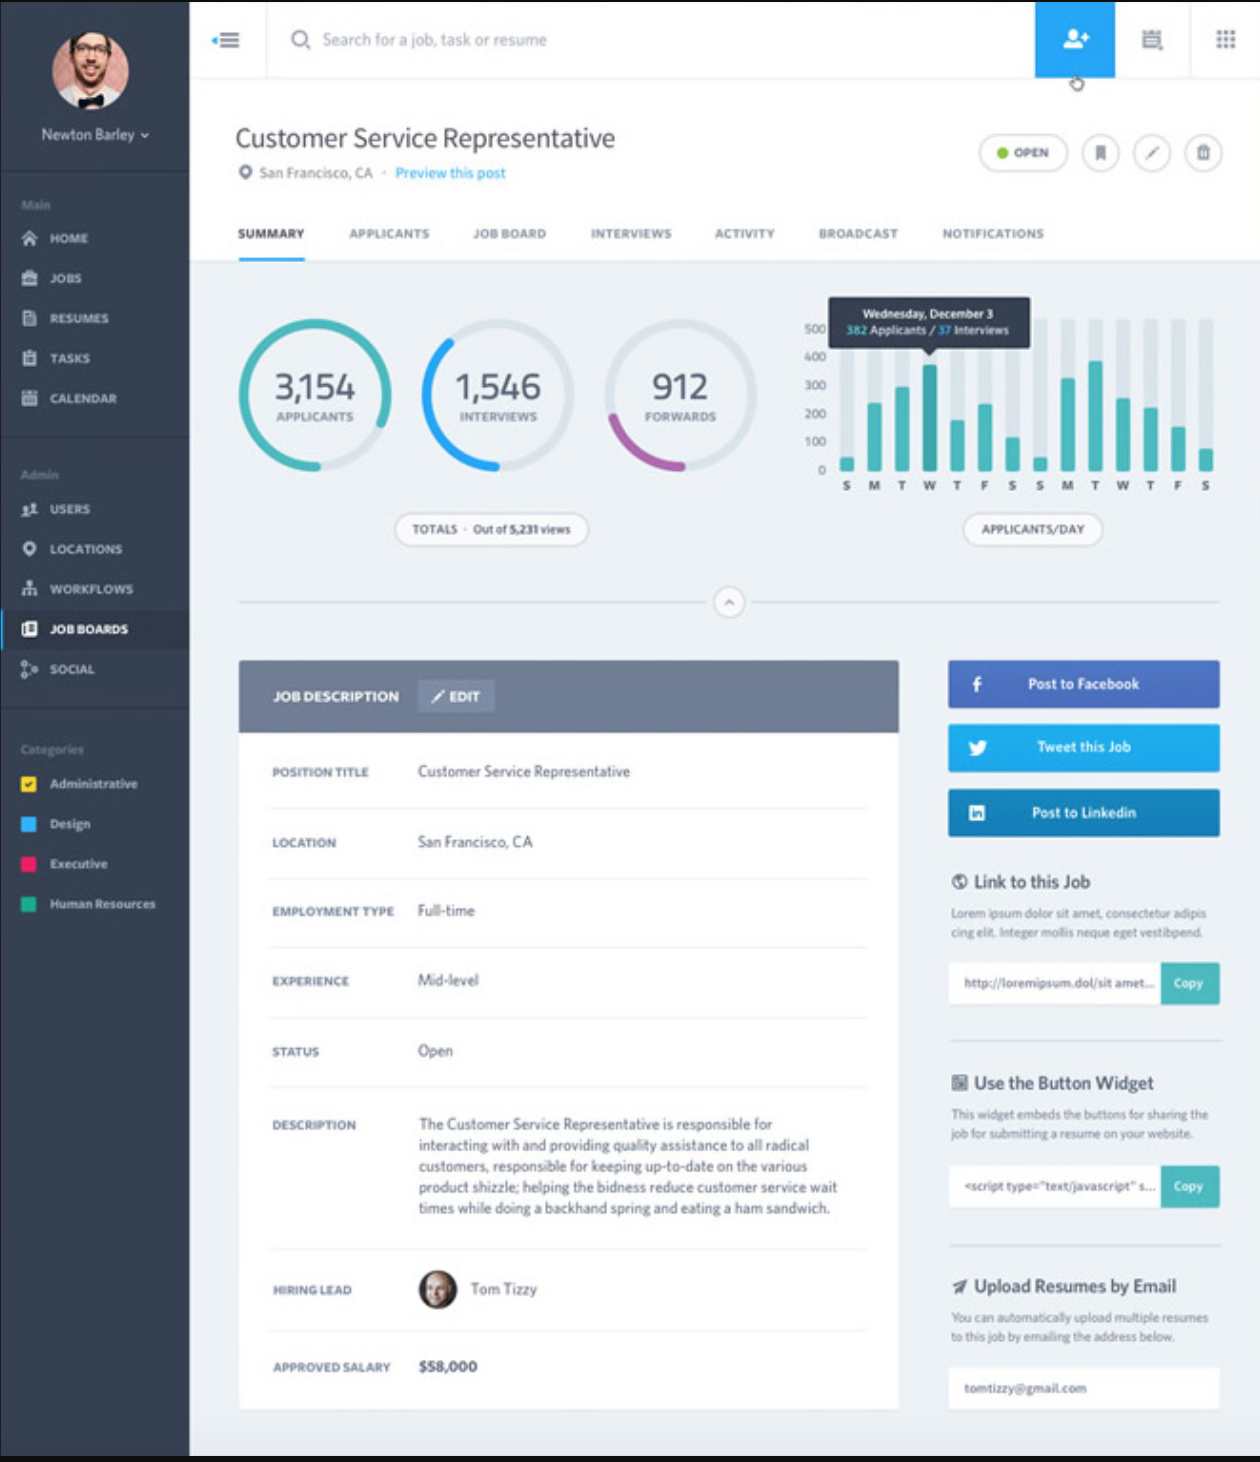 Newton Barley
Main
HOME
JOBS
RESUMES
TASKS
CALENDAR
Admin
USERS
LOCATIONS
WORKFLOWS
JOB BOARDS
SOCIAL
Categories
Administrative
Design
Executive
Human Resources
Search for a job, task or resume
Customer Service Representative
San Francisco, CA · Preview this post
OPEN
SUMMARY APPLICANTS JOB BOARD INTERVIEWS ACTIVITY BROADCAST NOTIFICATIONS
3,154
APPLICANTS
1,546
INTERVIEWS
912
FORWARDS
TOTALS · Out of 5,231 views
Wednesday, December 3
382 Applicants / 37 Interviews
500
400
300
200
100
0
S M T W T F S S M T W T F S
APPLICANTS/DAY
JOB DESCRIPTION EDIT
POSITION TITLE Customer Service Representative
LOCATION San Francisco, CA
EMPLOYMENT TYPE Full-time
EXPERIENCE Mid-level
STATUS Open
DESCRIPTION The Customer Service Representative is responsible for
interacting with and providing quality assistance to all radical
customers, responsible for keeping up-to-date on the various
product shizzle; helping the bidness reduce customer service wait
times while doing a backhand spring and eating a ham sandwich.
HIRING LEAD Tom Tizzy
APPROVED SALARY $58,000
Post to Facebook
Tweet this Job
Post to Linkedin
Link to this Job
Lorem ipsum dolor sit amet, consectetur adipis
cing elit. Integer mollis neque eget vestibpend.
http://loremipsum.dol/sit amet... Copy
Use the Button Widget
This widget embeds the buttons for sharing the
job for submitting a resume on your website.
<script type="text/javascript" s... Copy
Upload Resumes by Email
You can automatically upload multiple resumes
to this job by emailing the address below.
tomtizzy@gmail.com